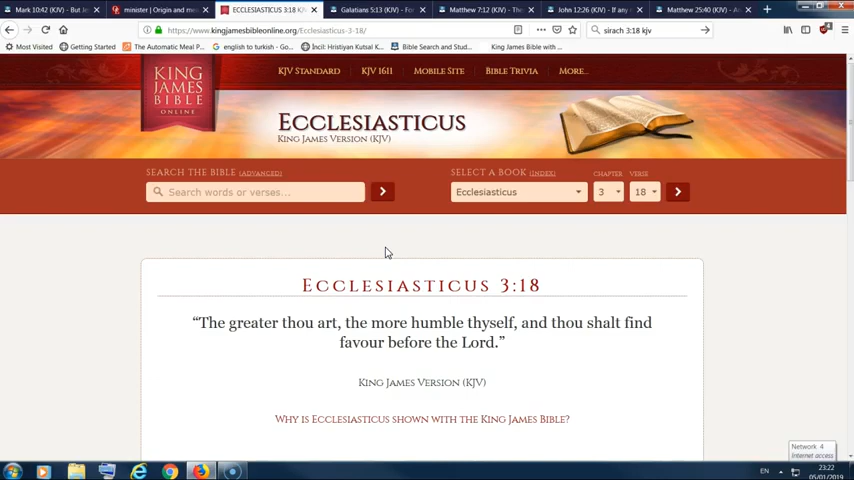 Mark 10:42 (KJV) - But Je
minister | Origin and me
ECCLESIASTICUS 3:18 KJV
Galatians 5:13 (KJV) - Fo
Matthew 7:12 (KJV) - The
John 12:26 (KJV) - If any
Matthew 25:40 (KJV) - A
https://www.kingjamesbibleonline.org/Ecclesiasticus-3-18/
sirach 3:18 kjv
Most Visited
Getting Started
The Automatic Meal P...
english to turkish - Go...
İncil: Hristiyan Kutsal K...
Bible Search and Stud...
King James Bible with ...
KING
JAMES
BIBLE
ONLINE
KJV STANDARD
KJV 1611
MOBILE SITE
BIBLE TRIVIA
MORE...
ECCLESIASTICUS
KING JAMES VERSION (KJV)
SEARCH THE BIBLE (ADVANCED)
SELECT A BOOK (INDEX)
CHAPTER
VERSE
Search words or verses...
Ecclesiasticus
3
18
ECCLESIASTICUS 3:18
“The greater thou art, the more humble thyself, and thou shalt find
favour before the Lord.”
KING JAMES VERSION (KJV)
WHY IS ECCLESIASTICUS SHOWN WITH THE KING JAMES BIBLE?
Network 4
Internet access
EN
23:22
05/01/2019